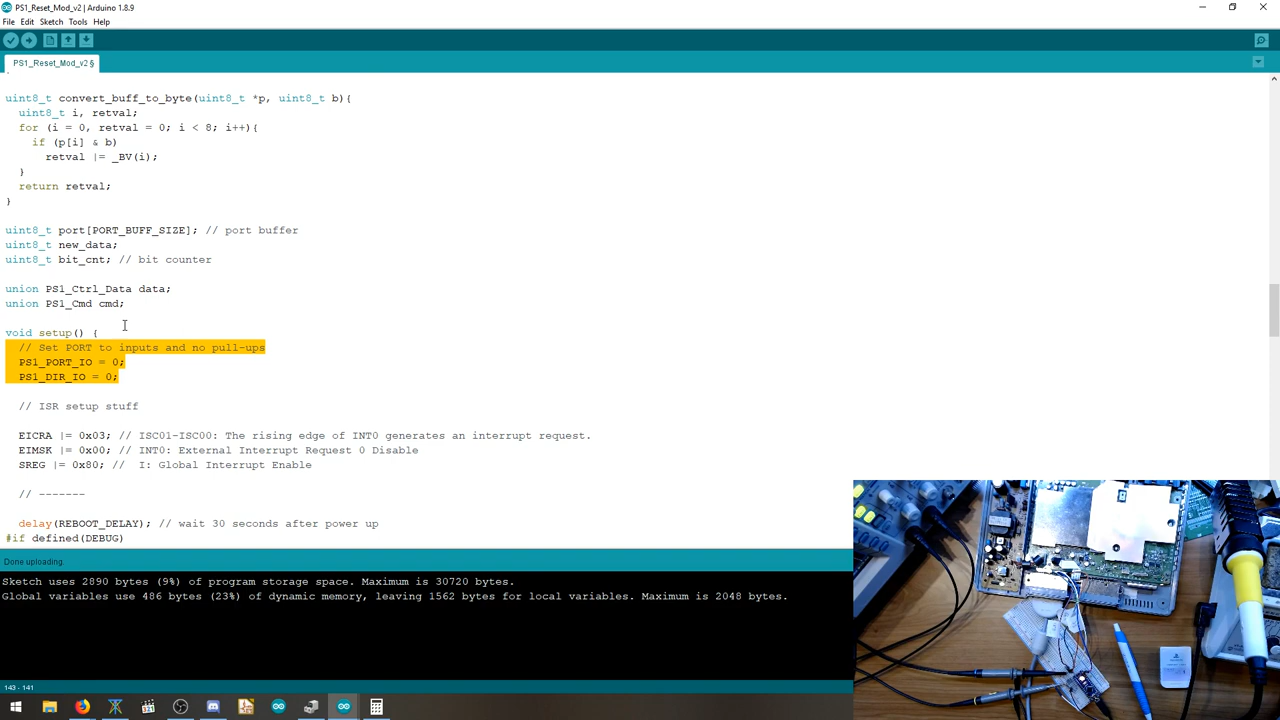 PS1_Reset_Mod_v2 | Arduino 1.8.9
File Edit Sketch Tools Help
PS1_Reset_Mod_v2 §
uint8_t convert_buff_to_byte(uint8_t *p, uint8_t b){
uint8_t i, retval;
for (i = 0, retval = 0; i < 8; i++){
if (p[i] & b)
retval |= _BV(i);
}
return retval;
}
uint8_t port[PORT_BUFF_SIZE]; // port buffer
uint8_t new_data;
uint8_t bit_cnt; // bit counter
union PS1_Ctrl_Data data;
union PS1_Cmd cmd;
void setup() {
// Set PORT to inputs and no pull-ups
PS1_PORT_IO = 0;
PS1_DIR_IO = 0;
// ISR setup stuff
EICRA |= 0x03; // ISC01-ISC00: The rising edge of INT0 generates an interrupt request.
EIMSK |= 0x00; // INT0: External Interrupt Request 0 Disable
SREG |= 0x80; // I: Global Interrupt Enable
// -------
delay(REBOOT_DELAY); // wait 30 seconds after power up
#if defined(DEBUG)
Done uploading.
Sketch uses 2890 bytes (9%) of program storage space. Maximum is 30720 bytes.
Global variables use 486 bytes (23%) of dynamic memory, leaving 1562 bytes for local variables. Maximum is 2048 bytes.
143 - 141